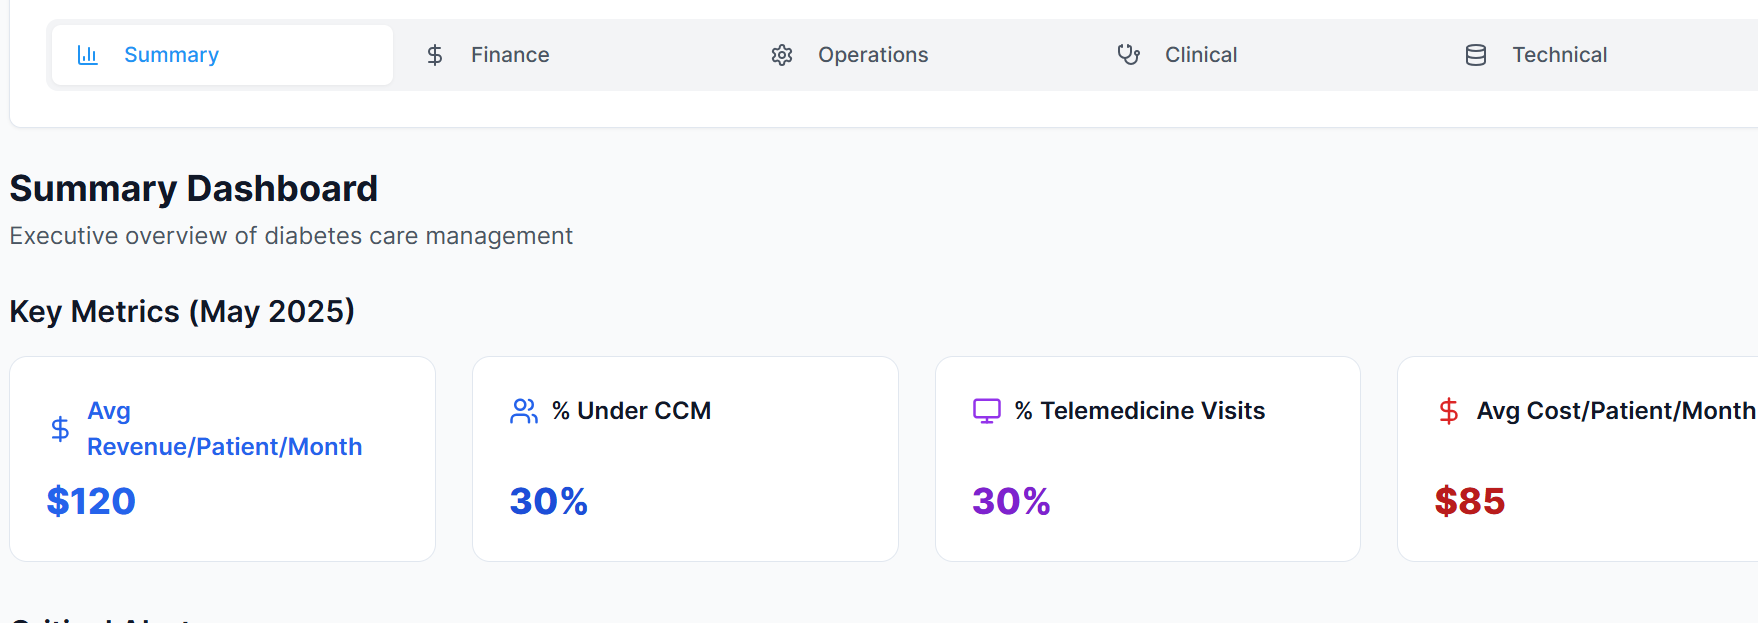 Summary
Finance
Operations
Clinical
Technical
Summary Dashboard
Executive overview of diabetes care management
Key Metrics (May 2025)
Avg
Revenue/Patient/Month
$120
% Under CCM
30%
% Telemedicine Visits
30%
Avg Cost/Patient/Month
$85